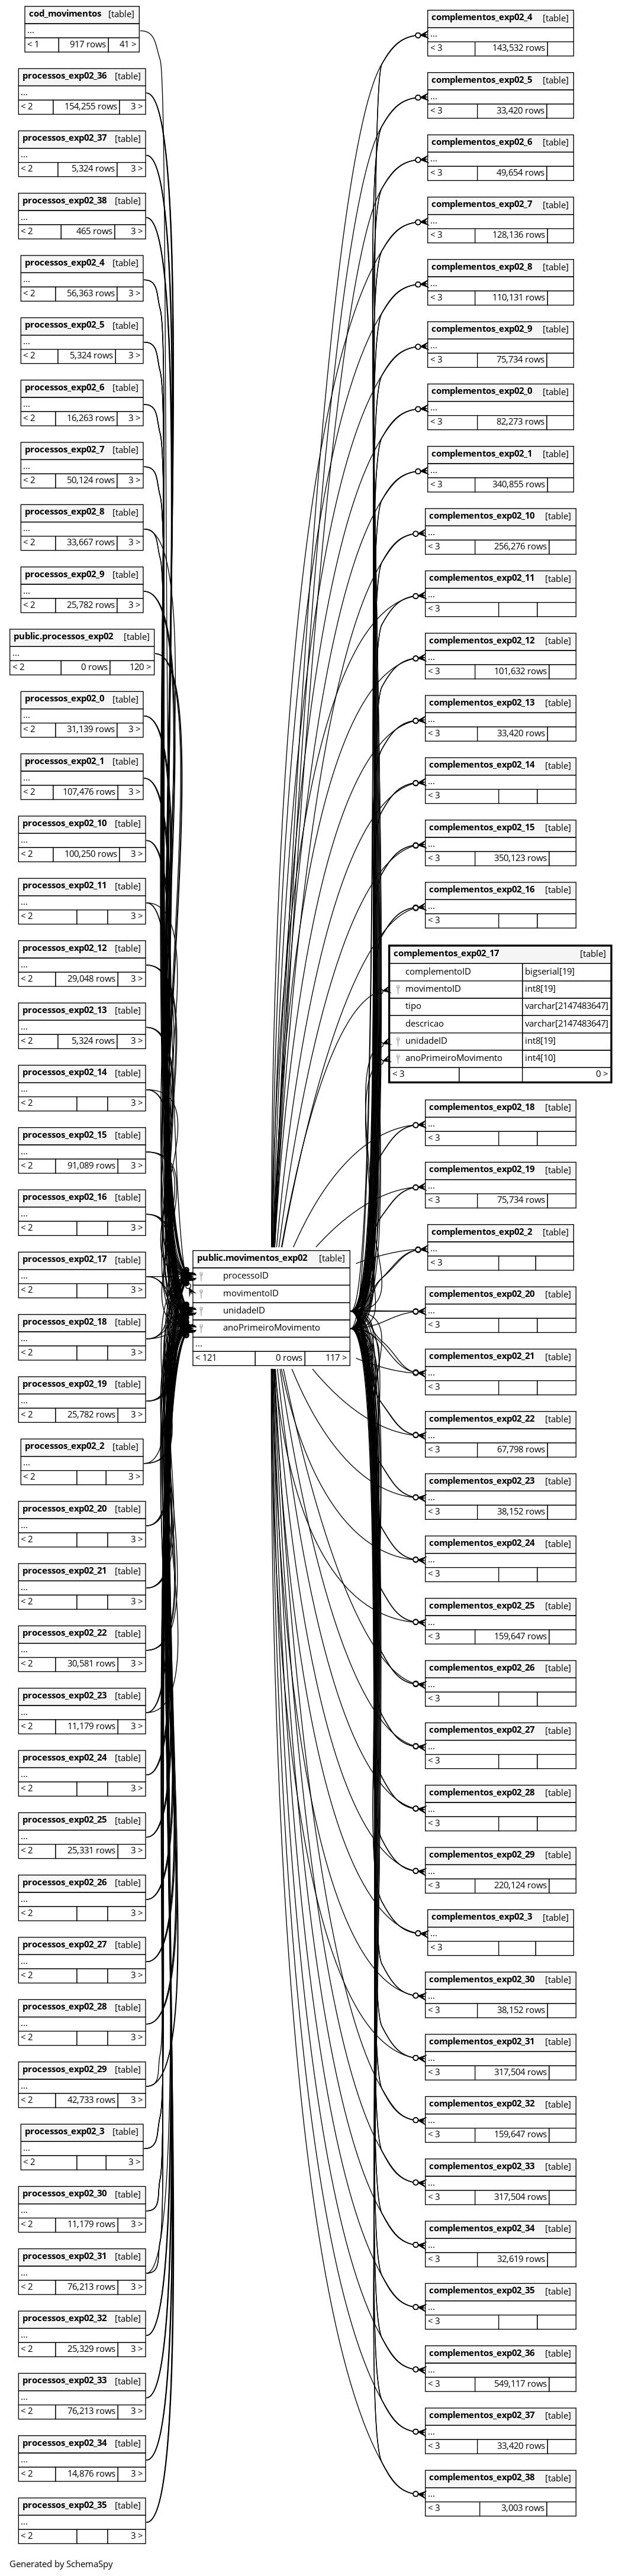 cod_movimentos [table]
...
< 1 917 rows 41 >
processos_exp02_36 [table]
...
< 2 154,255 rows 3 >
processos_exp02_37 [table]
...
< 2 5,324 rows 3 >
processos_exp02_38 [table]
...
< 2 465 rows 3 >
processos_exp02_4 [table]
...
< 2 56,363 rows 3 >
processos_exp02_5 [table]
...
< 2 5,324 rows 3 >
processos_exp02_6 [table]
...
< 2 16,263 rows 3 >
processos_exp02_7 [table]
...
< 2 50,124 rows 3 >
processos_exp02_8 [table]
...
< 2 33,667 rows 3 >
processos_exp02_9 [table]
...
< 2 25,782 rows 3 >
public.processos_exp02 [table]
...
< 2 0 rows 120 >
processos_exp02_0 [table]
...
< 2 31,139 rows 3 >
processos_exp02_1 [table]
...
< 2 107,476 rows 3 >
processos_exp02_10 [table]
...
< 2 100,250 rows 3 >
processos_exp02_11 [table]
...
< 2 3 >
processos_exp02_12 [table]
...
< 2 29,048 rows 3 >
processos_exp02_13 [table]
...
< 2 5,324 rows 3 >
processos_exp02_14 [table]
...
< 2 3 >
processos_exp02_15 [table]
...
< 2 91,089 rows 3 >
processos_exp02_16 [table]
...
< 2 3 >
processos_exp02_17 [table]
...
< 2 3 >
processos_exp02_18 [table]
...
< 2 3 >
processos_exp02_19 [table]
...
< 2 25,782 rows 3 >
processos_exp02_2 [table]
...
< 2 3 >
processos_exp02_20 [table]
...
< 2 3 >
processos_exp02_21 [table]
...
< 2 3 >
processos_exp02_22 [table]
...
< 2 30,581 rows 3 >
processos_exp02_23 [table]
...
< 2 11,179 rows 3 >
processos_exp02_24 [table]
...
< 2 3 >
processos_exp02_25 [table]
...
< 2 25,331 rows 3 >
processos_exp02_26 [table]
...
< 2 3 >
processos_exp02_27 [table]
...
< 2 3 >
processos_exp02_28 [table]
...
< 2 3 >
processos_exp02_29 [table]
...
< 2 42,733 rows 3 >
processos_exp02_3 [table]
...
< 2 3 >
processos_exp02_30 [table]
...
< 2 11,179 rows 3 >
processos_exp02_31 [table]
...
< 2 76,213 rows 3 >
processos_exp02_32 [table]
...
< 2 25,329 rows 3 >
processos_exp02_33 [table]
...
< 2 76,213 rows 3 >
processos_exp02_34 [table]
...
< 2 14,876 rows 3 >
processos_exp02_35 [table]
...
< 2 3 >
public.movimentos_exp02 [table]
processoID
movimentoID
unidadeID
anoPrimeiroMovimento
...
< 121 0 rows 117 >
complementos_exp02_4 [table]
...
< 3 143,532 rows
complementos_exp02_5 [table]
...
< 3 33,420 rows
complementos_exp02_6 [table]
...
< 3 49,654 rows
complementos_exp02_7 [table]
...
< 3 128,136 rows
complementos_exp02_8 [table]
...
< 3 110,131 rows
complementos_exp02_9 [table]
...
< 3 75,734 rows
complementos_exp02_0 [table]
...
< 3 82,273 rows
complementos_exp02_1 [table]
...
< 3 340,855 rows
complementos_exp02_10 [table]
...
< 3 256,276 rows
complementos_exp02_11 [table]
...
< 3
complementos_exp02_12 [table]
...
< 3 101,632 rows
complementos_exp02_13 [table]
...
< 3 33,420 rows
complementos_exp02_14 [table]
...
< 3
complementos_exp02_15 [table]
...
< 3 350,123 rows
complementos_exp02_16 [table]
...
< 3
complementos_exp02_17 [table]
complementoID bigserial[19]
movimentoID int8[19]
tipo varchar[2147483647]
descricao varchar[2147483647]
unidadeID int8[19]
anoPrimeiroMovimento int4[10]
< 3 0 >
complementos_exp02_18 [table]
...
< 3
complementos_exp02_19 [table]
...
< 3 75,734 rows
complementos_exp02_2 [table]
...
< 3
complementos_exp02_20 [table]
...
< 3
complementos_exp02_21 [table]
...
< 3
complementos_exp02_22 [table]
...
< 3 67,798 rows
complementos_exp02_23 [table]
...
< 3 38,152 rows
complementos_exp02_24 [table]
...
< 3
complementos_exp02_25 [table]
...
< 3 159,647 rows
complementos_exp02_26 [table]
...
< 3
complementos_exp02_27 [table]
...
< 3
complementos_exp02_28 [table]
...
< 3
complementos_exp02_29 [table]
...
< 3 220,124 rows
complementos_exp02_3 [table]
...
< 3
complementos_exp02_30 [table]
...
< 3 38,152 rows
complementos_exp02_31 [table]
...
< 3 317,504 rows
complementos_exp02_32 [table]
...
< 3 159,647 rows
complementos_exp02_33 [table]
...
< 3 317,504 rows
complementos_exp02_34 [table]
...
< 3 32,619 rows
complementos_exp02_35 [table]
...
< 3
complementos_exp02_36 [table]
...
< 3 549,117 rows
complementos_exp02_37 [table]
...
< 3 33,420 rows
complementos_exp02_38 [table]
...
< 3 3,003 rows
Generated by SchemaSpy